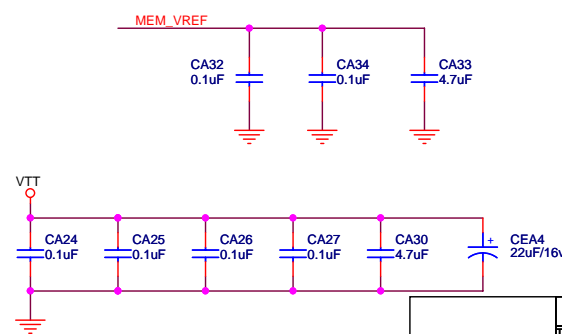 MEM_VREF
CA32
0.1uF
CA34
0.1uF
CA33
4.7uF
VTT
CA24
0.1uF
CA25
0.1uF
CA26
0.1uF
CA27
0.1uF
CA30
4.7uF
+
CEA4
22uF/16v